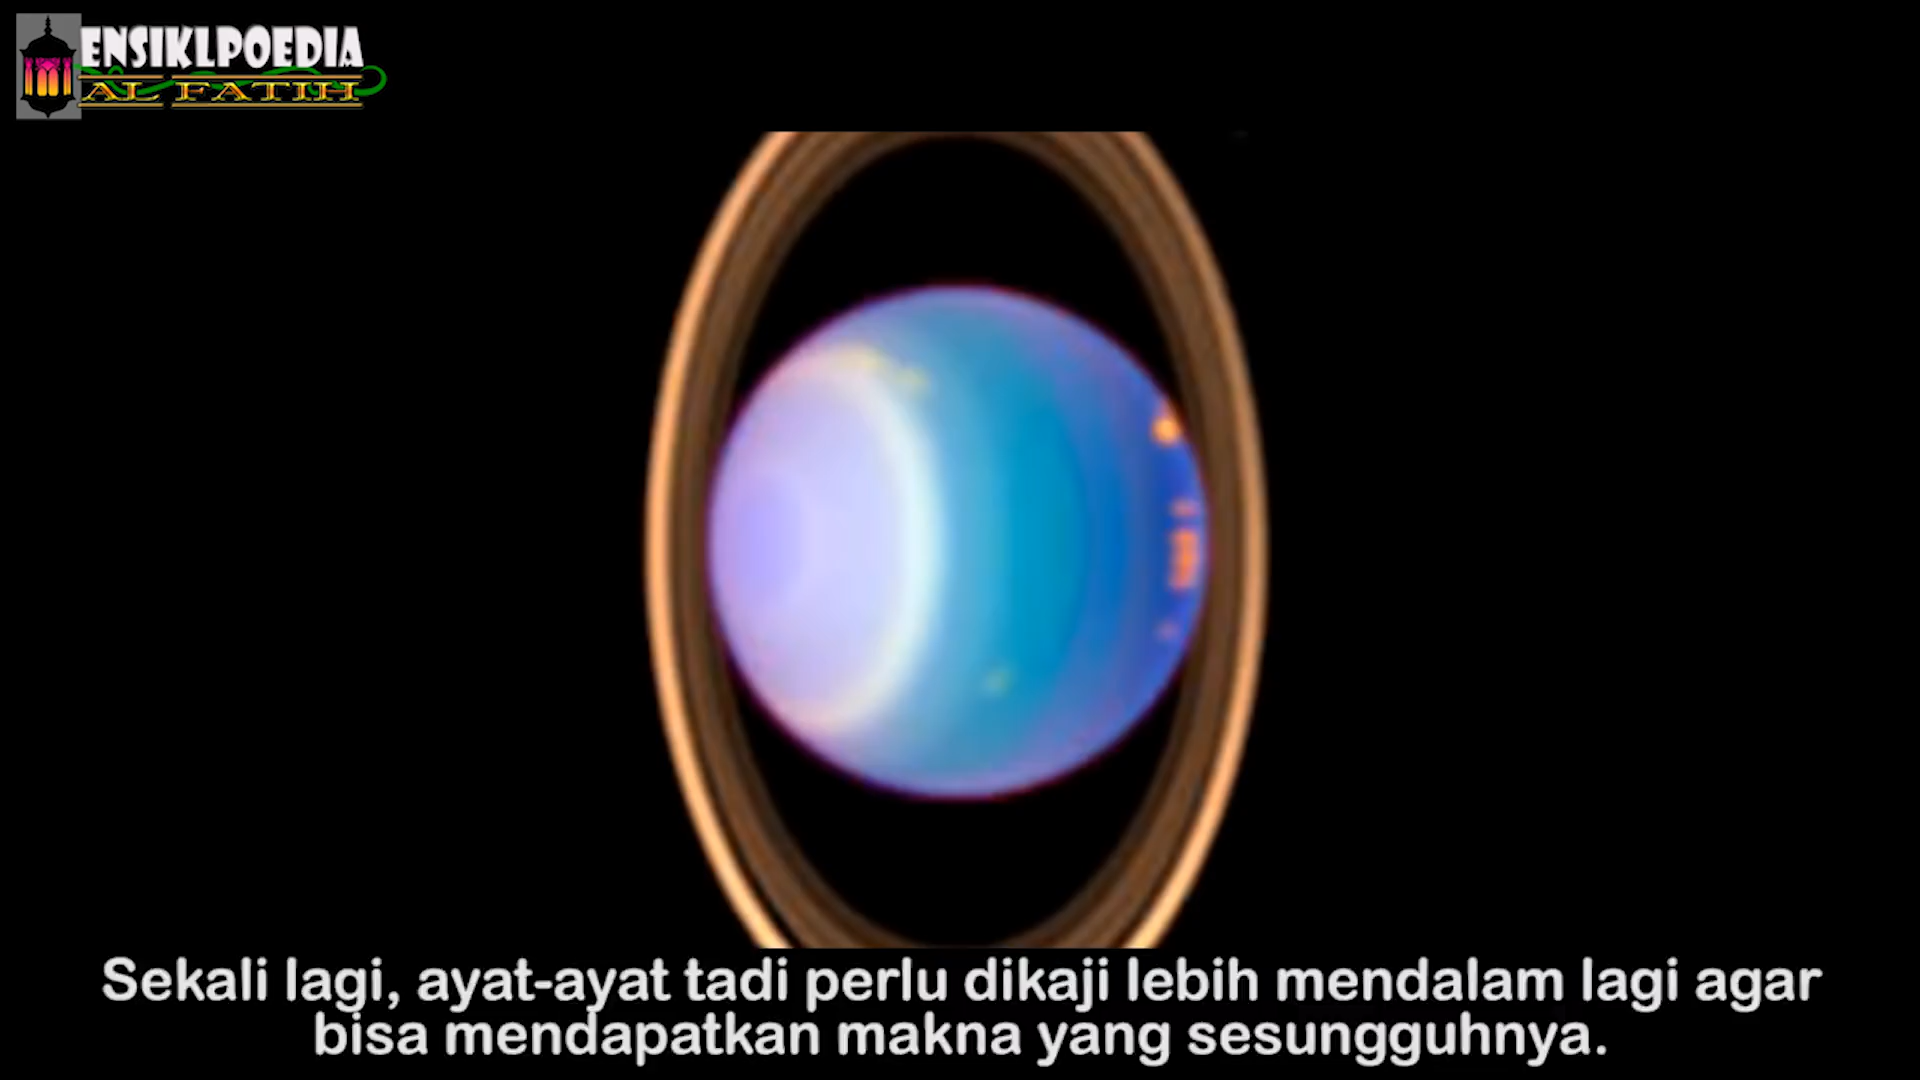 ENSIKLPOEDIA
AL FATIH
Sekali lagi, ayat-ayat tadi perlu dikaji lebih mendalam lagi agar
bisa mendapatkan makna yang sesungguhnya.